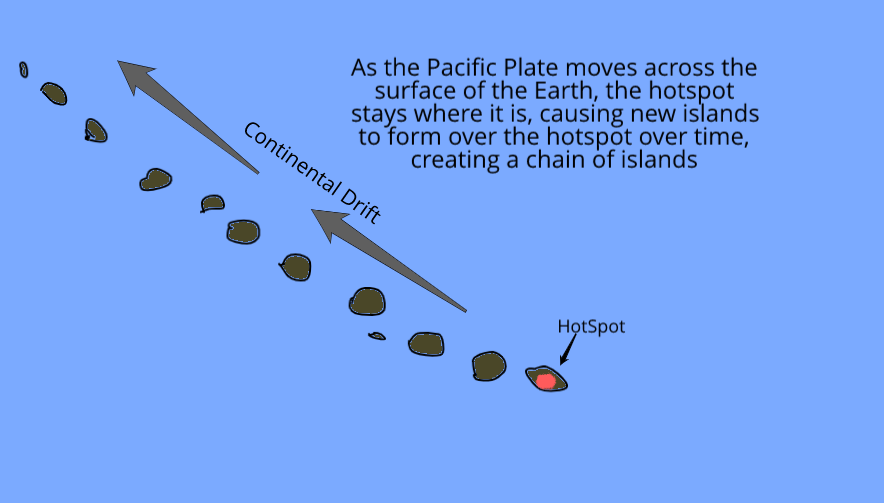 As the Pacific Plate moves across the
surface of the Earth, the hotspot
stays where it is, causing new islands
to form over the hotspot over time,
creating a chain of islands
Continental Drift
HotSpot